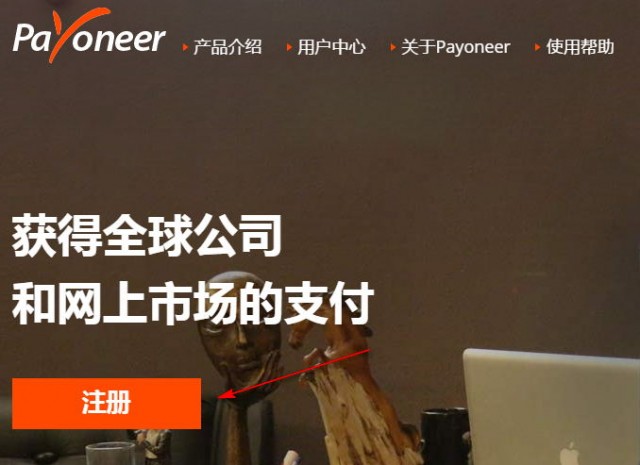 Payoneer
产品介绍
用户中心
关于Payoneer
使用帮助
获得全球公司
和网上市场的支付
注册